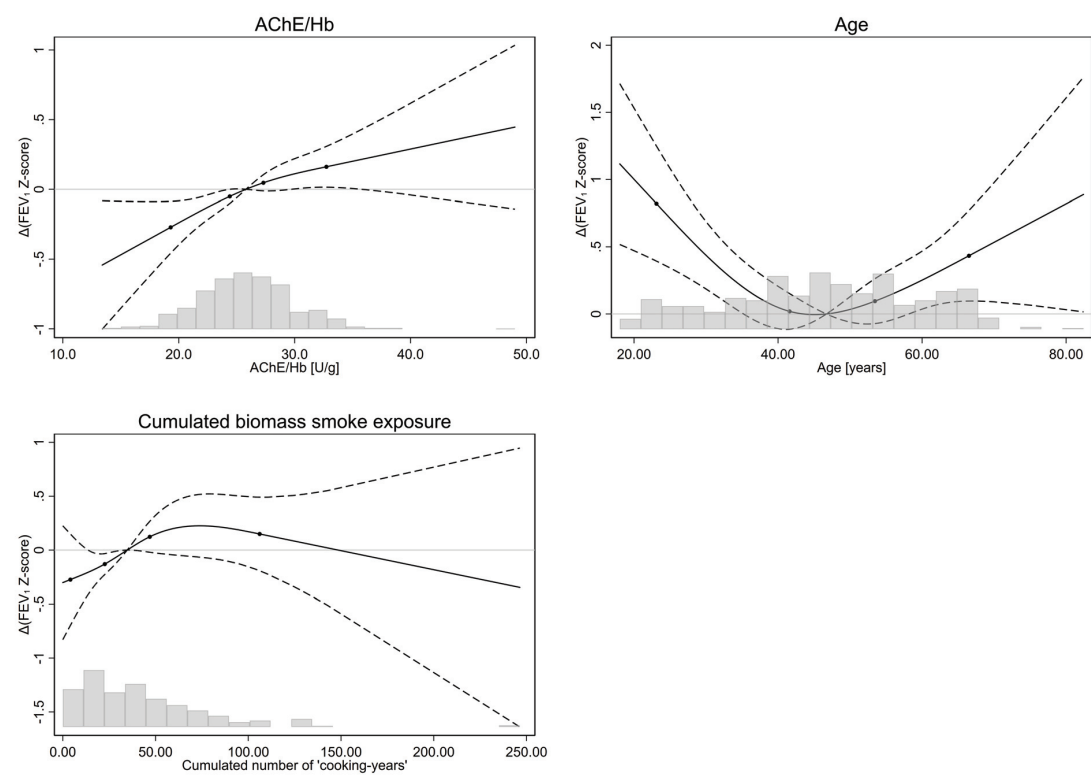 AChE/Hb
Δ(FEV₁ Z-score)
1
.5
0
-.5
-1
10.0 20.0 30.0 40.0 50.0
AChE/Hb [U/g]
Age
Δ(FEV₁ Z-score)
2
1.5
1
.5
0
20.00 40.00 60.00 80.00
Age [years]
Cumulated biomass smoke exposure
Δ(FEV₁ Z-score)
1
.5
0
-.5
-1
-1.5
0.00 50.00 100.00 150.00 200.00 250.00
Cumulated number of 'cooking-years'